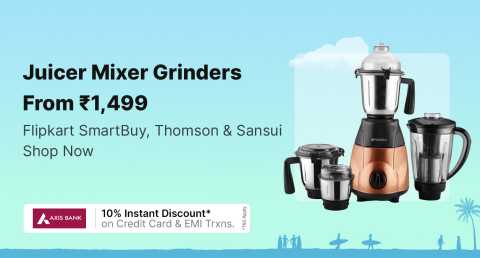 Juicer Mixer Grinders
From ₹1,499
Flipkart SmartBuy, Thomson & Sansui
Shop Now
AXIS BANK
10% Instant Discount*
on Credit Card & EMI Trxns.
*T&C Apply